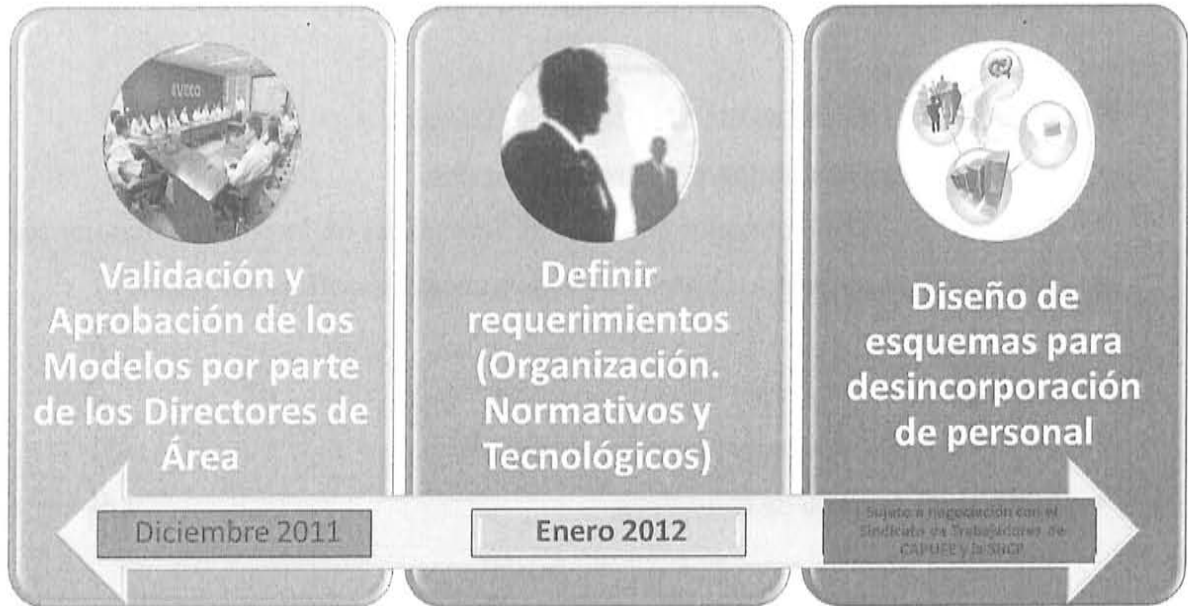 Validación y
Aprobación de los
Modelos por parte
de los Directores de
Área
Diciembre 2011
Definir
requerimientos
(Organización.
Normativos y
Tecnológicos)
Enero 2012
Diseño de
esquemas para
desincorporación
de personal
Sujeto a negociación con el
Sindicato de Trabajadores de
CAPUFE y la SHCP